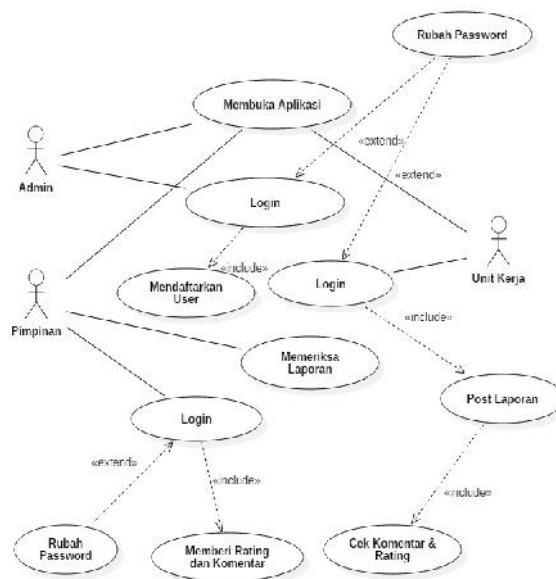 Rubah Password
Membuka Aplikasi
«extend»
Admin
«extend»
Login
Unit Kerja
«include»
Login
Mendaftarkan
User
Pimpinan
«include»
Memeriksa
Laporan
Post Laporan
Login
«extend»
«include»
«include»
Rubah
Password
Memberi Rating
dan Komentar
Cek Komentar &
Rating